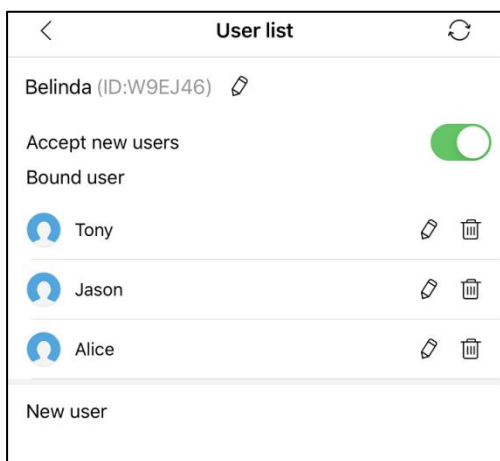 User list
Belinda (ID:W9EJ46)
Accept new users
Bound user
Tony
Jason
Alice
New user